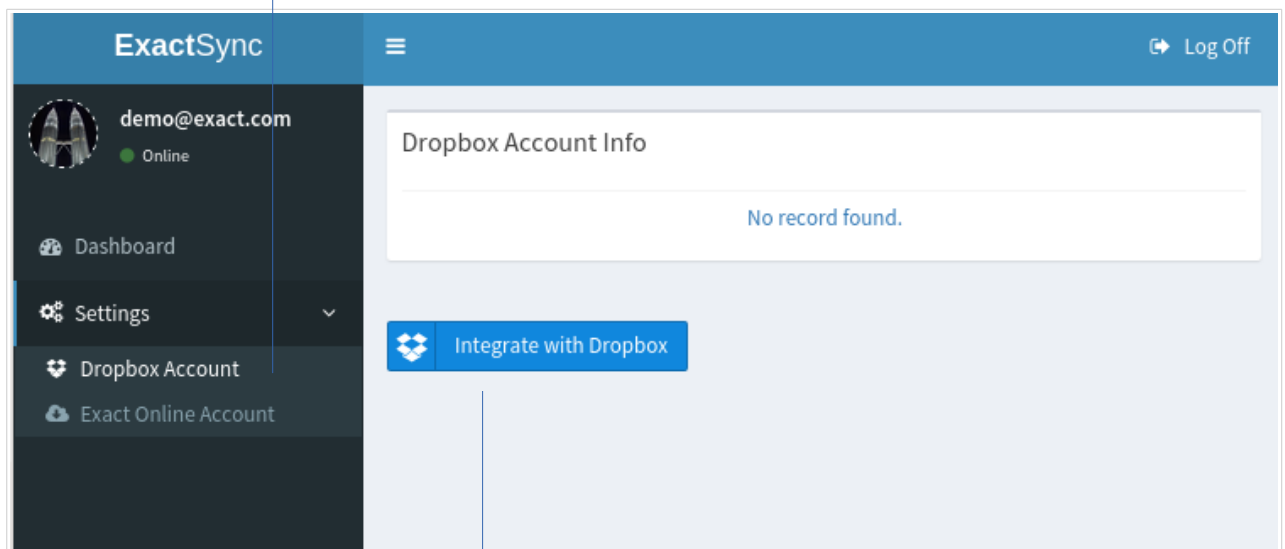 ExactSync
Log Off
demo@exact.com
Online
Dashboard
Settings
Dropbox Account
Exact Online Account
Dropbox Account Info
No record found.
Integrate with Dropbox